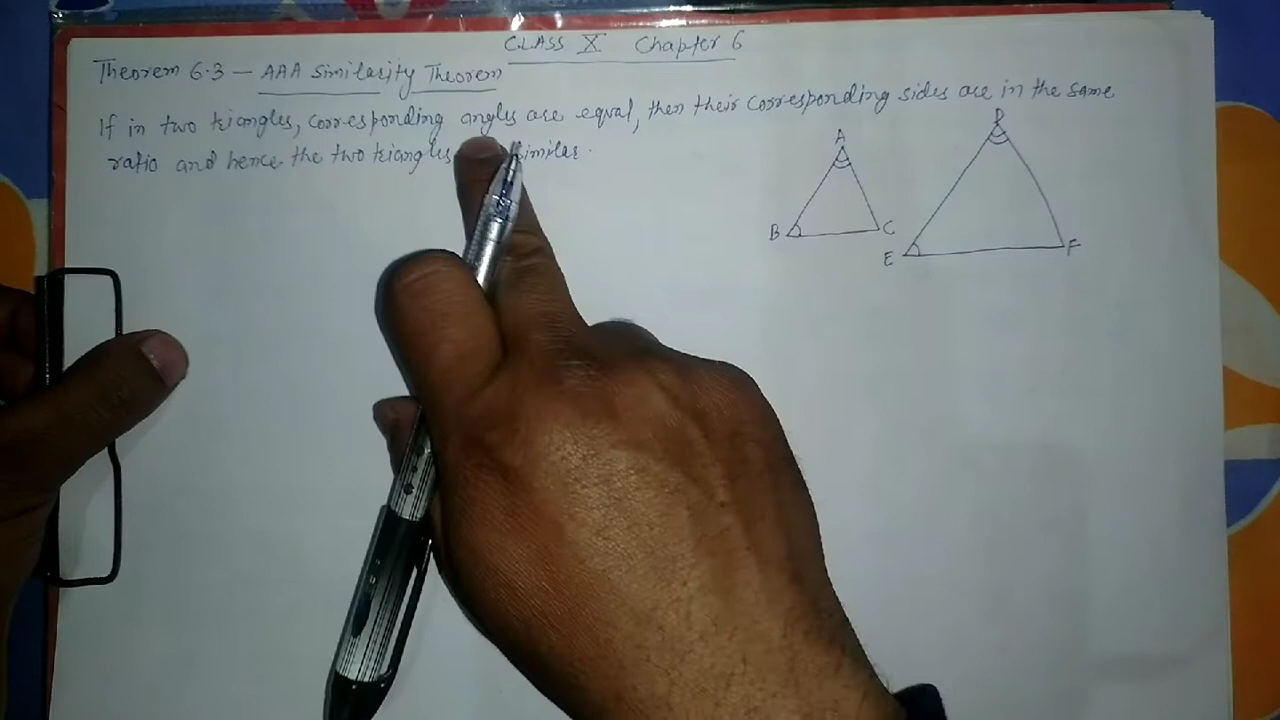 CLASS X Chapter 6
Theorem 6.3 — AAA Similarity Theorem
If in two triangles, corresponding angles are equal, then their corresponding sides are in the same
ratio and hence the two triangles similar.
A
D
B
C
E
F